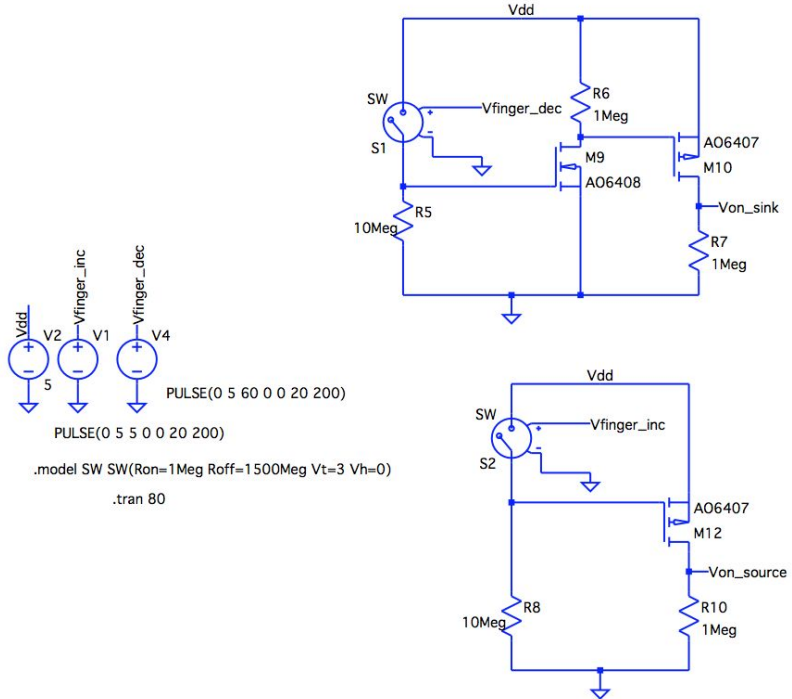 Vdd
SW
+
Vfinger_dec
-
S1
R6
1Meg
M9
AO6408
AO6407
M10
R5
10Meg
Von_sink
R7
1Meg
Vdd
V2
+
-
5
Vfinger_inc
V1
+
-
Vfinger_dec
V4
+
-
PULSE(0 5 60 0 0 20 200)
PULSE(0 5 5 0 0 20 200)
.model SW SW(Ron=1Meg Roff=1500Meg Vt=3 Vh=0)
.tran 80
Vdd
SW
+
Vfinger_inc
-
S2
AO6407
M12
Von_source
R8
10Meg
R10
1Meg